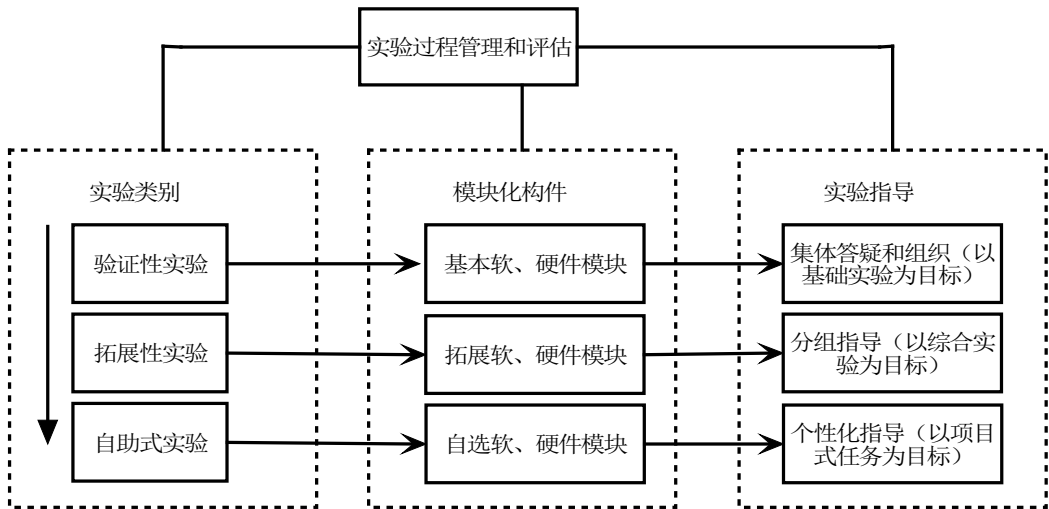 实验过程管理和评估
实验类别
模块化构件
实验指导
验证性实验
基本软、硬件模块
集体答疑和组织（以
基础实验为目标）
拓展性实验
拓展软、硬件模块
分组指导（以综合实
验为目标）
自助式实验
自选软、硬件模块
个性化指导（以项目
式任务为目标）